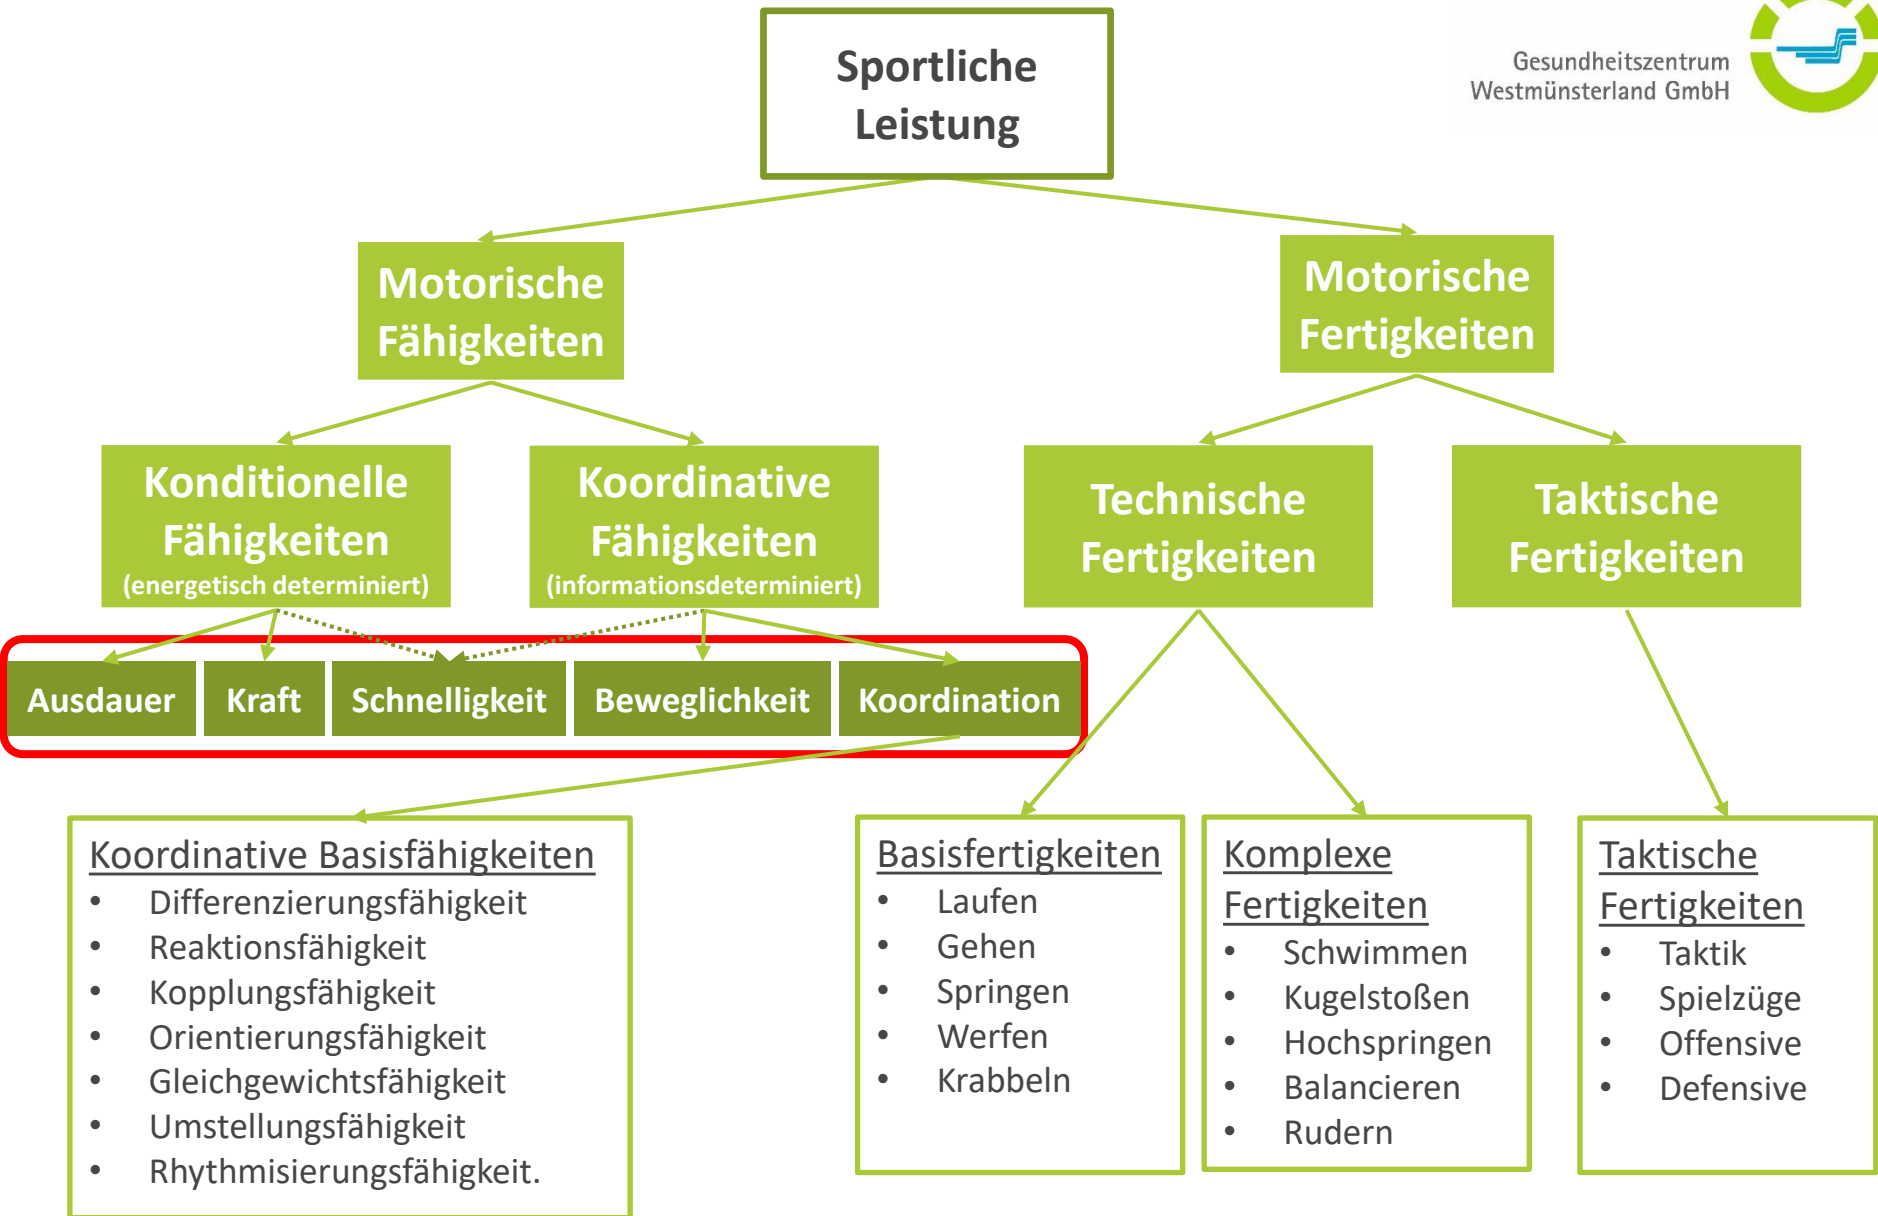 Sportliche
Leistung
Gesundheitszentrum
Westmünsterland GmbH
Motorische
Fähigkeiten
Motorische
Fertigkeiten
Konditionelle
Fähigkeiten
(energetisch determiniert)
Koordinative
Fähigkeiten
(informationsdeterminiert)
Technische
Fertigkeiten
Taktische
Fertigkeiten
Ausdauer
Kraft
Schnelligkeit
Beweglichkeit
Koordination
Koordinative Basisfähigkeiten
• Differenzierungsfähigkeit
• Reaktionsfähigkeit
• Kopplungsfähigkeit
• Orientierungsfähigkeit
• Gleichgewichtsfähigkeit
• Umstellungsfähigkeit
• Rhythmisierungsfähigkeit.
Basisfertigkeiten
• Laufen
• Gehen
• Springen
• Werfen
• Krabbeln
Komplexe
Fertigkeiten
• Schwimmen
• Kugelstoßen
• Hochspringen
• Balancieren
• Rudern
Taktische
Fertigkeiten
• Taktik
• Spielzüge
• Offensive
• Defensive